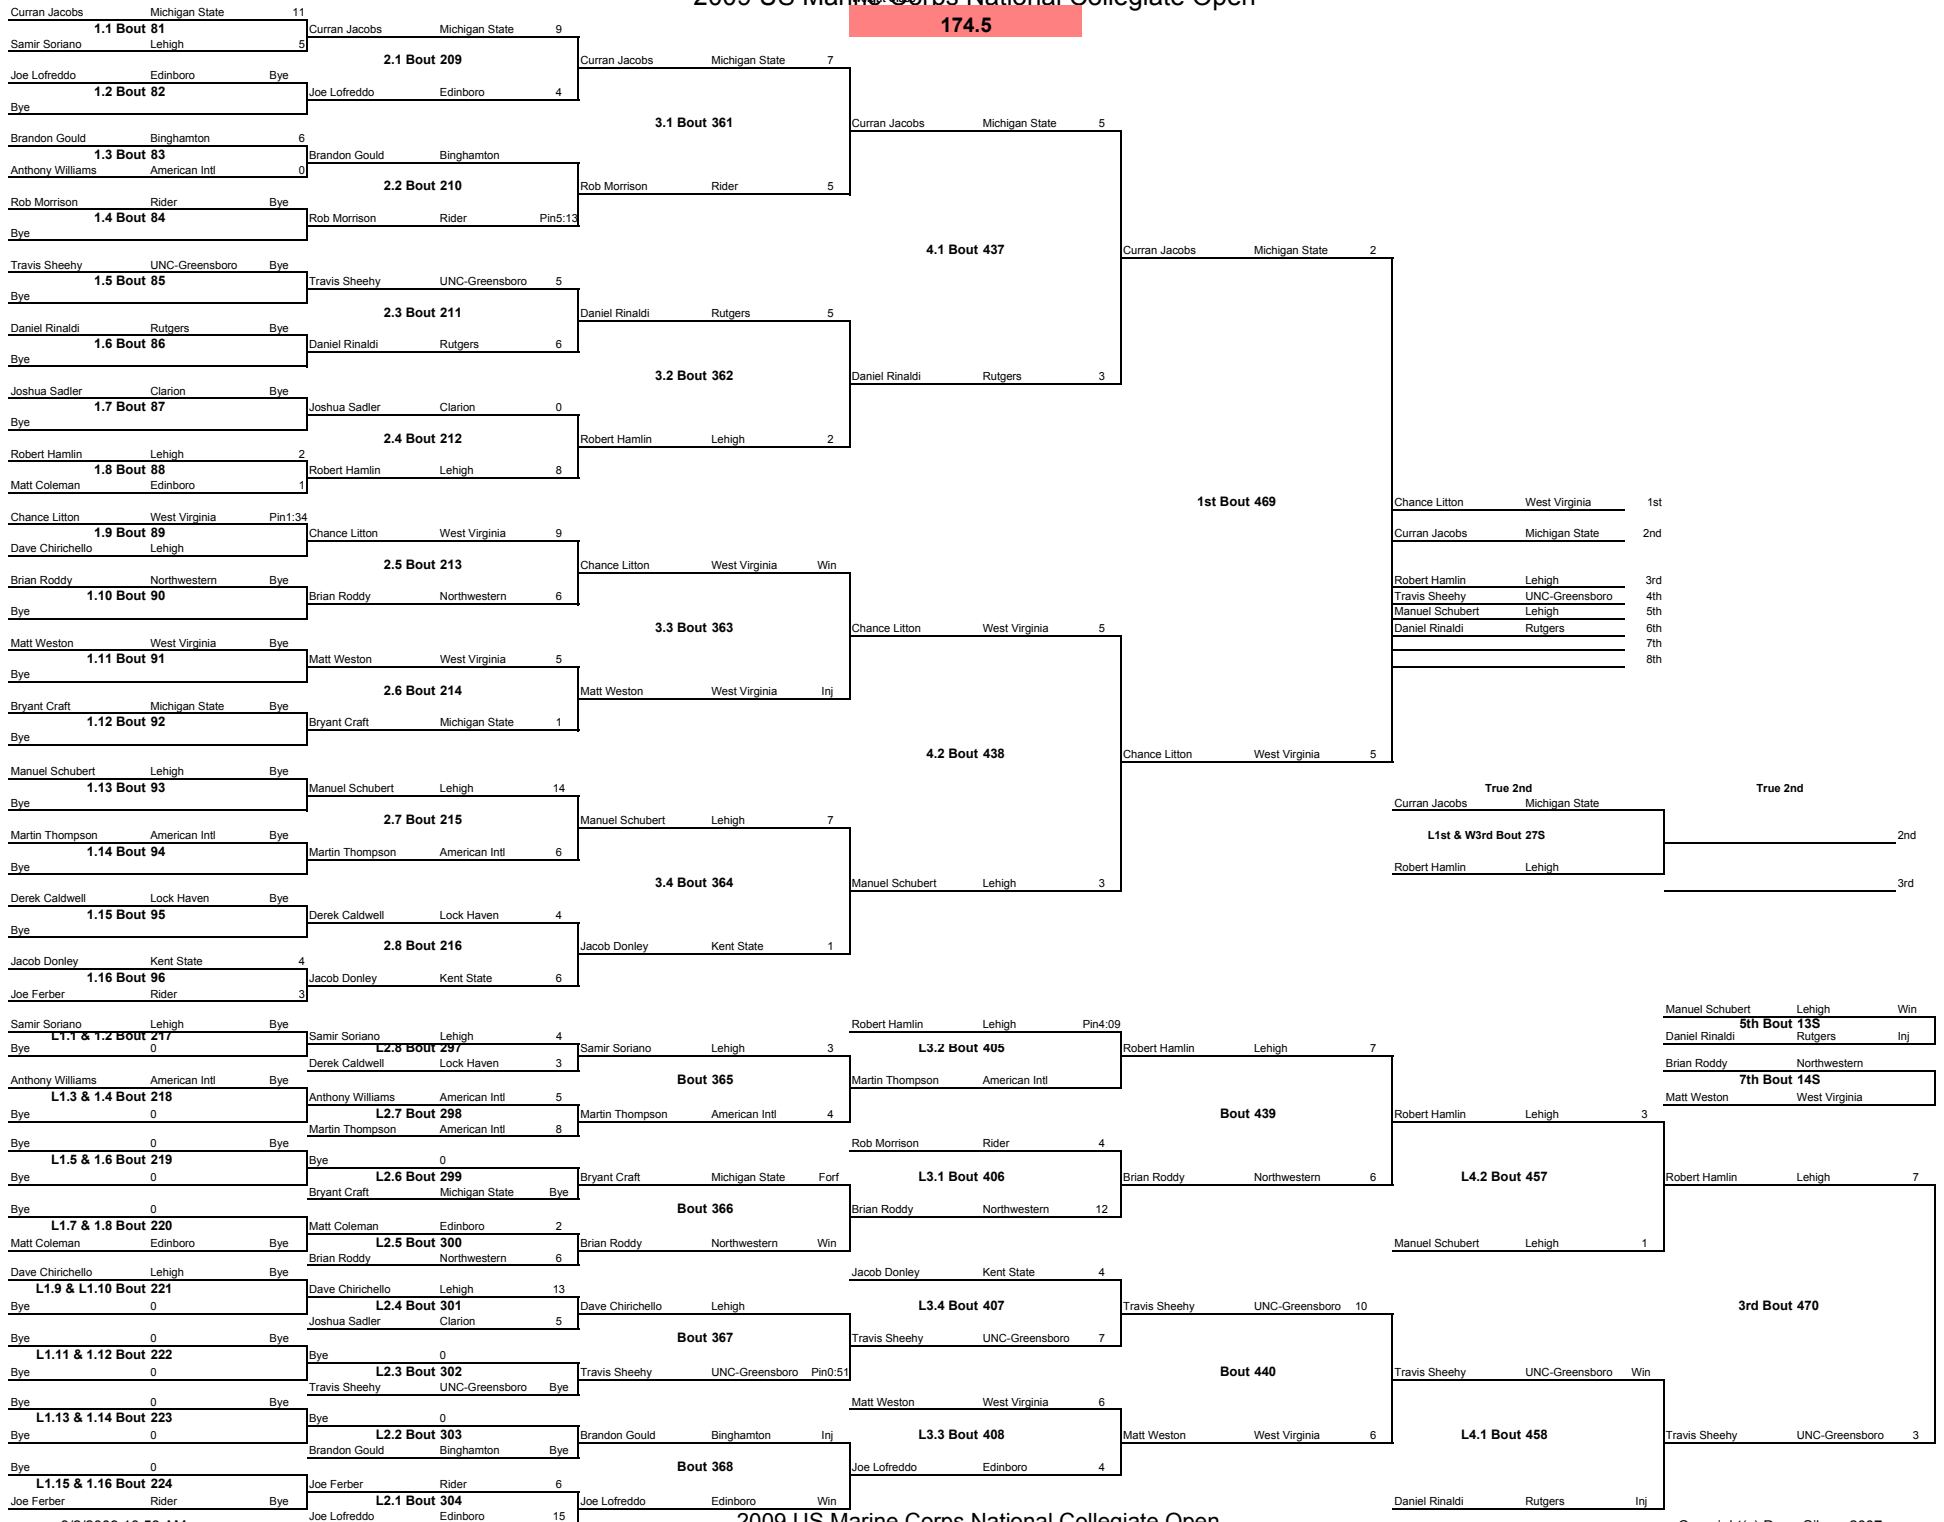 2009 US Marine Corps National Collegiate Open
174.5
Curran Jacobs Michigan State 11
1.1 Bout 81
Samir Soriano Lehigh 5
Joe Lofreddo Edinboro Bye
1.2 Bout 82
Bye
Brandon Gould Binghamton 6
1.3 Bout 83
Anthony Williams American Intl 0
Rob Morrison Rider Bye
1.4 Bout 84
Bye
Travis Sheehy UNC-Greensboro Bye
1.5 Bout 85
Bye
Daniel Rinaldi Rutgers Bye
1.6 Bout 86
Bye
Joshua Sadler Clarion Bye
1.7 Bout 87
Bye
Robert Hamlin Lehigh 2
1.8 Bout 88
Matt Coleman Edinboro 1
Chance Litton West Virginia Pin1:34
1.9 Bout 89
Dave Chirichello Lehigh
Brian Roddy Northwestern Bye
1.10 Bout 90
Bye
Matt Weston West Virginia Bye
1.11 Bout 91
Bye
Bryant Craft Michigan State Bye
1.12 Bout 92
Bye
Manuel Schubert Lehigh Bye
1.13 Bout 93
Bye
Martin Thompson American Intl Bye
1.14 Bout 94
Bye
Derek Caldwell Lock Haven Bye
1.15 Bout 95
Bye
Jacob Donley Kent State 4
1.16 Bout 96
Joe Ferber Rider 3
Curran Jacobs Michigan State 9
2.1 Bout 209
Joe Lofreddo Edinboro 4
Brandon Gould Binghamton
2.2 Bout 210
Rob Morrison Rider Pin5:13
Travis Sheehy UNC-Greensboro 5
2.3 Bout 211
Daniel Rinaldi Rutgers 6
Joshua Sadler Clarion 0
2.4 Bout 212
Robert Hamlin Lehigh 8
Chance Litton West Virginia 9
2.5 Bout 213
Brian Roddy Northwestern 6
Matt Weston West Virginia 5
2.6 Bout 214
Bryant Craft Michigan State 1
Manuel Schubert Lehigh 14
2.7 Bout 215
Martin Thompson American Intl 6
Derek Caldwell Lock Haven 4
2.8 Bout 216
Jacob Donley Kent State 6
Curran Jacobs Michigan State 7
3.1 Bout 361
Rob Morrison Rider 5
Daniel Rinaldi Rutgers 5
3.2 Bout 362
Robert Hamlin Lehigh 2
Chance Litton West Virginia Win
3.3 Bout 363
Matt Weston West Virginia Inj
Manuel Schubert Lehigh 7
3.4 Bout 364
Jacob Donley Kent State 1
Curran Jacobs Michigan State 5
4.1 Bout 437
Daniel Rinaldi Rutgers 3
Chance Litton West Virginia 5
4.2 Bout 438
Manuel Schubert Lehigh 3
Curran Jacobs Michigan State 2
1st Bout 469
Chance Litton West Virginia 5
Chance Litton West Virginia 1st
Curran Jacobs Michigan State 2nd
Robert Hamlin Lehigh 3rd
Travis Sheehy UNC-Greensboro 4th
Manuel Schubert Lehigh 5th
Daniel Rinaldi Rutgers 6th
7th
8th
True 2nd True 2nd
Curran Jacobs Michigan State
L1st & W3rd Bout 27S
Robert Hamlin Lehigh
2nd
3rd
Samir Soriano Lehigh Bye
L1.1 & 1.2 Bout 217
Bye 0
Anthony Williams American Intl Bye
L1.3 & 1.4 Bout 218
Bye 0
Bye 0 Bye
L1.5 & 1.6 Bout 219
Bye 0
Bye 0
L1.7 & 1.8 Bout 220
Matt Coleman Edinboro Bye
Dave Chirichello Lehigh Bye
L1.9 & L1.10 Bout 221
Bye 0
Bye 0 Bye
L1.11 & 1.12 Bout 222
Bye 0
Bye 0 Bye
L1.13 & 1.14 Bout 223
Bye 0
Bye 0
L1.15 & 1.16 Bout 224
Joe Ferber Rider Bye
Samir Soriano Lehigh 4
L2.8 Bout 297
Derek Caldwell Lock Haven 3
Anthony Williams American Intl 5
L2.7 Bout 298
Martin Thompson American Intl 8
Bye 0
L2.6 Bout 299
Bryant Craft Michigan State Bye
Matt Coleman Edinboro 2
L2.5 Bout 300
Brian Roddy Northwestern 6
Dave Chirichello Lehigh 13
L2.4 Bout 301
Joshua Sadler Clarion 5
Bye 0
L2.3 Bout 302
Travis Sheehy UNC-Greensboro Bye
Bye 0
L2.2 Bout 303
Brandon Gould Binghamton Bye
Joe Ferber Rider 6
L2.1 Bout 304
Joe Lofreddo Edinboro 15
Samir Soriano Lehigh 3
Bout 365
Martin Thompson American Intl 4
Bryant Craft Michigan State Forf
Bout 366
Brian Roddy Northwestern Win
Dave Chirichello Lehigh
Bout 367
Travis Sheehy UNC-Greensboro Pin0:51
Brandon Gould Binghamton Inj
Bout 368
Joe Lofreddo Edinboro Win
Robert Hamlin Lehigh Pin4:09
L3.2 Bout 405
Martin Thompson American Intl
Rob Morrison Rider 4
L3.1 Bout 406
Brian Roddy Northwestern 12
Jacob Donley Kent State 4
L3.4 Bout 407
Travis Sheehy UNC-Greensboro 7
Matt Weston West Virginia 6
L3.3 Bout 408
Joe Lofreddo Edinboro 4
Robert Hamlin Lehigh 7
Bout 439
Brian Roddy Northwestern 6
Travis Sheehy UNC-Greensboro 10
Bout 440
Matt Weston West Virginia 6
Robert Hamlin Lehigh 3
L4.2 Bout 457
Manuel Schubert Lehigh 1
Travis Sheehy UNC-Greensboro Win
L4.1 Bout 458
Daniel Rinaldi Rutgers Inj
Manuel Schubert Lehigh Win
5th Bout 13S
Daniel Rinaldi Rutgers Inj
Brian Roddy Northwestern
7th Bout 14S
Matt Weston West Virginia
Robert Hamlin Lehigh 7
3rd Bout 470
Travis Sheehy UNC-Greensboro 3
2009 US Marine Corps National Collegiate Open